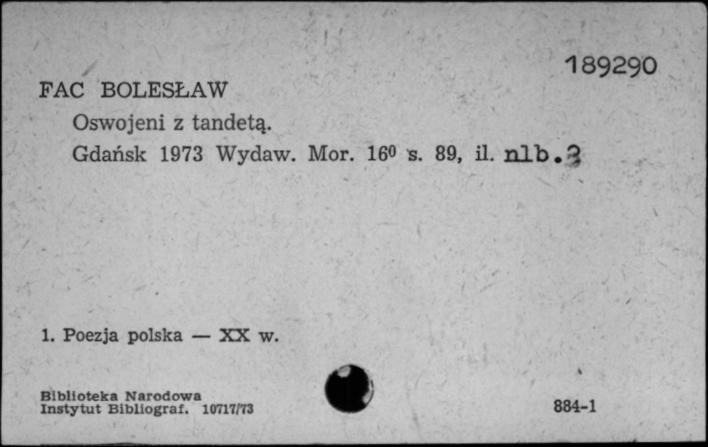 189290
FAC BOLESŁAW
Oswojeni z tandetą.
Gdańsk 1973 Wydaw. Mor. 16⁰ s. 89, il. nlb.3
1. Poezja polska — XX w.
Biblioteka Narodowa
Instytut Bibliograf. 10717/73
884-1